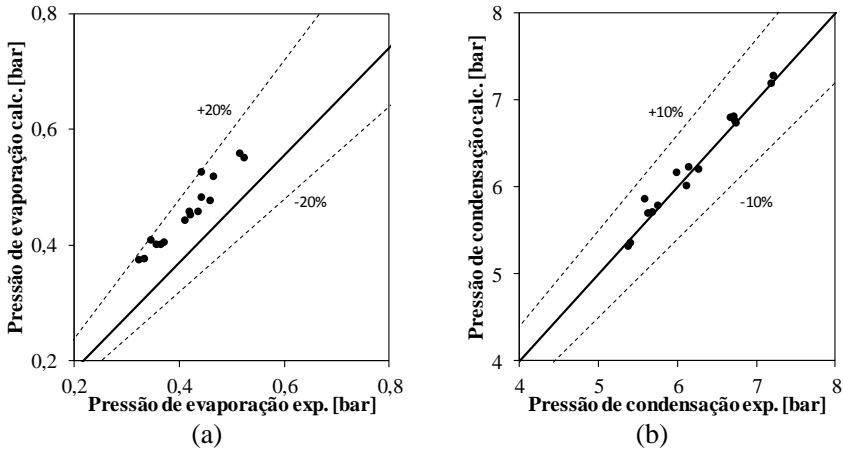 Pressão de evaporação calc. [bar]
0,8
0,6
0,4
0,2
0,2 0,4 0,6 0,8
+20%
-20%
Pressão de evaporação exp. [bar]
(a)
Pressão de condensação calc. [bar]
8
7
6
5
4
4 5 6 7 8
+10%
-10%
Pressão de condensação exp. [bar]
(b)